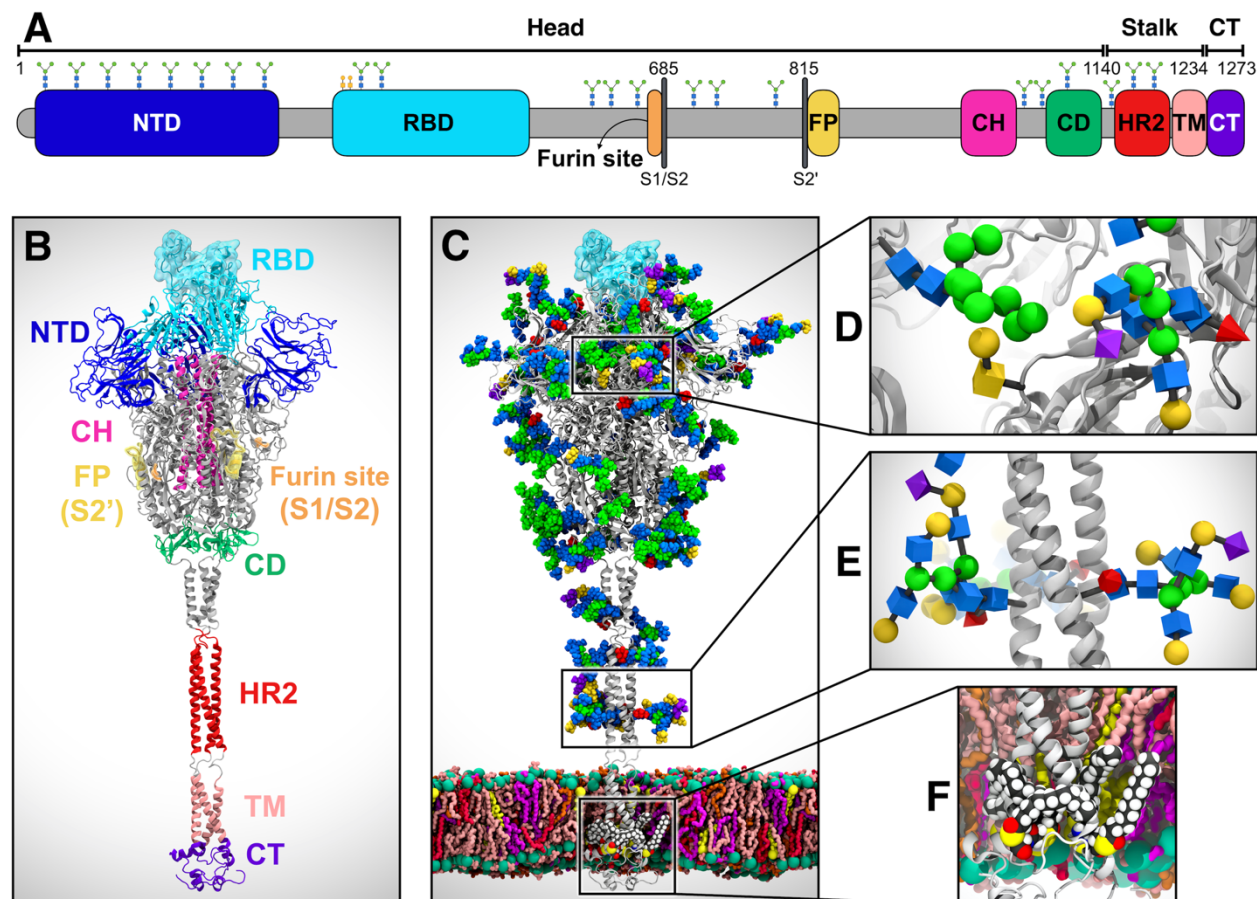 A
Head
Stalk
CT
1
685
815
1140
1234
1273
NTD
RBD
FP
CH
CD
HR2
TM
CT
Furin site
S1/S2
S2'
B
RBD
NTD
CH
FP
(S2')
Furin site
(S1/S2)
CD
HR2
TM
CT
C
D
E
F